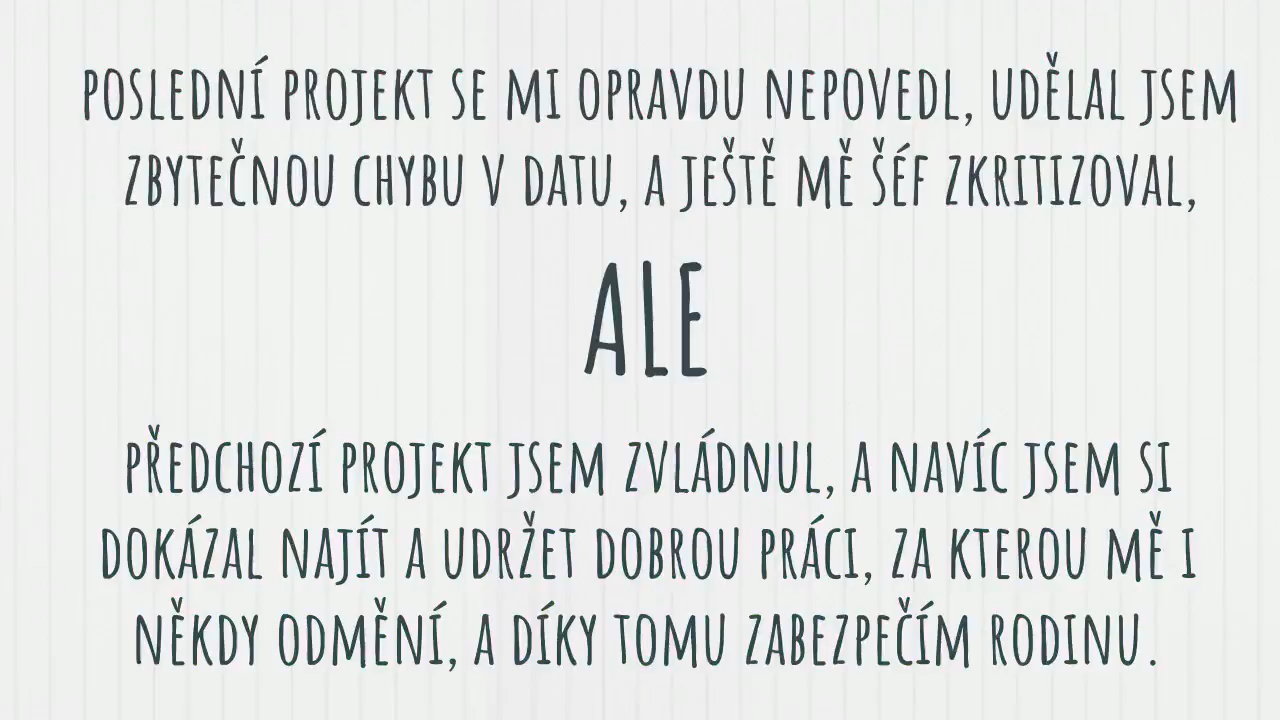 POSLEDNÍ PROJEKT SE MI OPRAVDU NEPOVEDL, UDĚLAL JSEM
ZBYTEČNOU CHYBU V DATU, A JEŠTĚ MĚ ŠÉF ZKRITIZOVAL,
ALE
PŘEDCHOZÍ PROJEKT JSEM ZVLÁDNUL, A NAVÍC JSEM SI
DOKÁZAL NAJÍT A UDRŽET DOBROU PRÁCI, ZA KTEROU MĚ I
NĚKDY ODMĚNÍ, A DÍKY TOMU ZABEZPEČÍM RODINU.